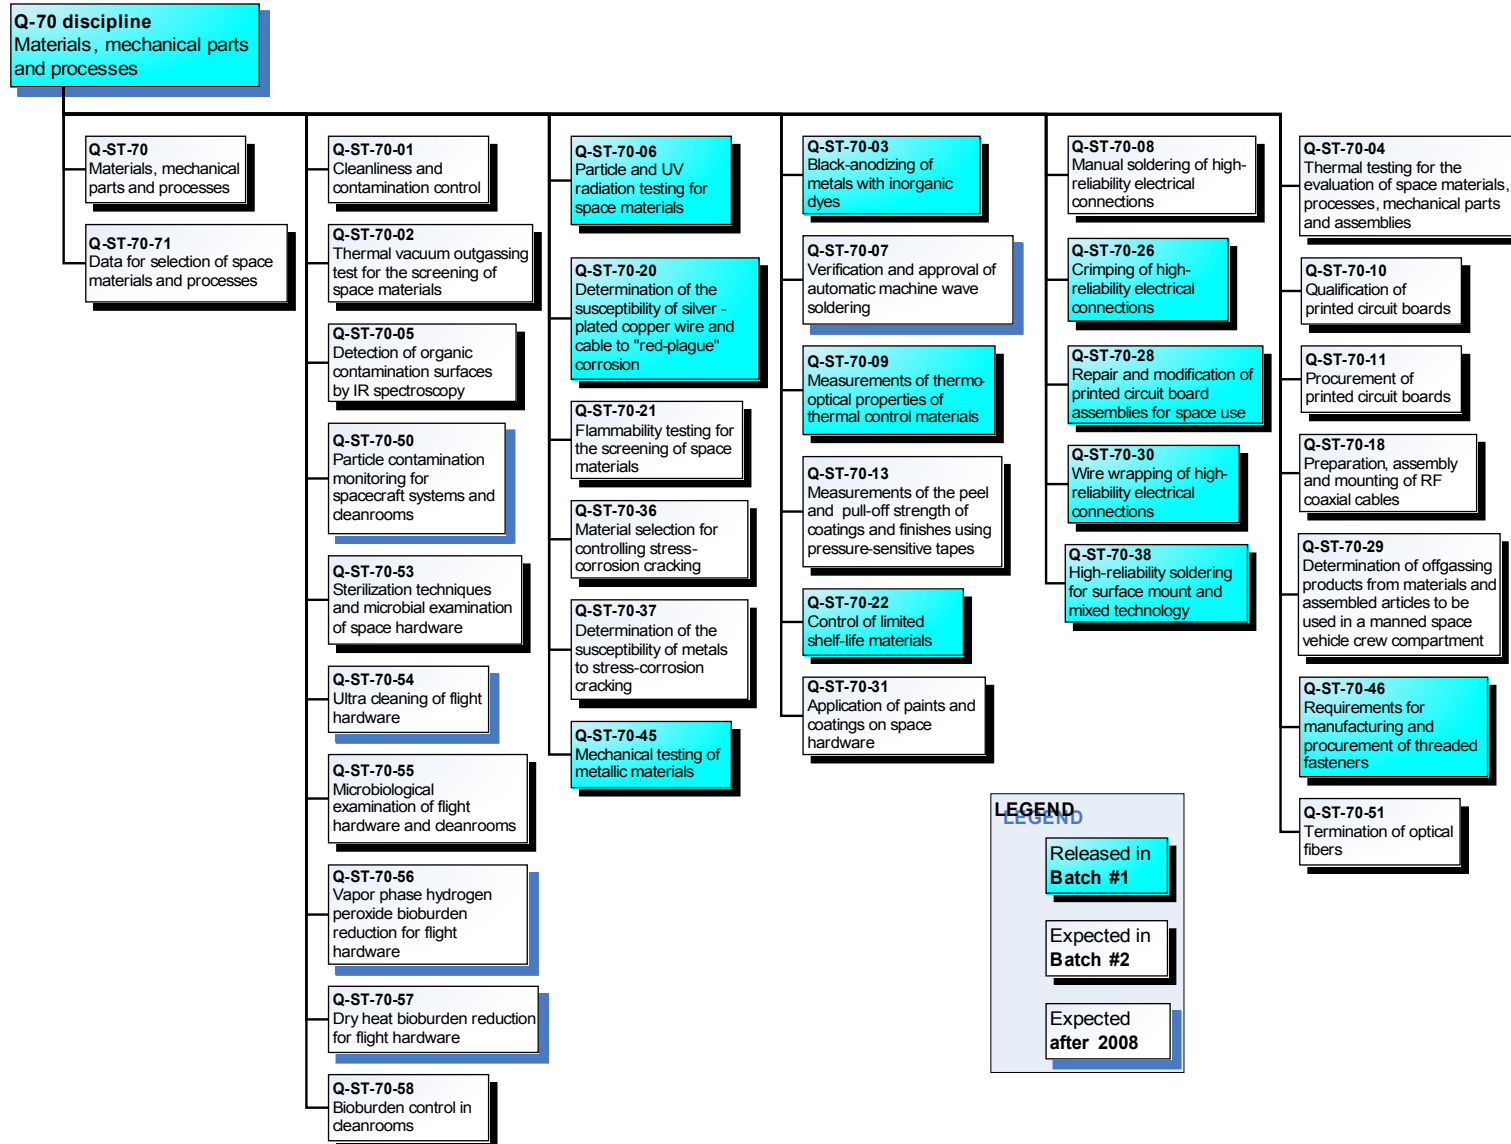 Q-70 discipline
Materials, mechanical parts
and processes
Q-ST-70
Materials, mechanical
parts and processes
Q-ST-70-71
Data for selection of space
materials and processes
Q-ST-70-01
Cleanliness and
contamination control
Q-ST-70-02
Thermal vacuum outgassing
test for the screening of
space materials
Q-ST-70-05
Detection of organic
contamination surfaces
by IR spectroscopy
Q-ST-70-50
Particle contamination
monitoring for
spacecraft systems and
cleanrooms
Q-ST-70-53
Sterilization techniques
and microbial examination
of space hardware
Q-ST-70-54
Ultra cleaning of flight
hardware
Q-ST-70-55
Microbiological
examination of flight
hardware and cleanrooms
Q-ST-70-56
Vapor phase hydrogen
peroxide bioburden
reduction for flight
hardware
Q-ST-70-57
Dry heat bioburden reduction
for flight hardware
Q-ST-70-58
Bioburden control in
cleanrooms
Q-ST-70-06
Particle and UV
radiation testing for
space materials
Q-ST-70-20
Determination of the
susceptibility of silver -
plated copper wire and
cable to "red-plague"
corrosion
Q-ST-70-21
Flammability testing for
the screening of space
materials
Q-ST-70-36
Material selection for
controlling stress-
corrosion cracking
Q-ST-70-37
Determination of the
susceptibility of metals
to stress-corrosion
cracking
Q-ST-70-45
Mechanical testing of
metallic materials
Q-ST-70-03
Black-anodizing of
metals with inorganic
dyes
Q-ST-70-07
Verification and approval of
automatic machine wave
soldering
Q-ST-70-09
Measurements of thermo-
optical properties of
thermal control materials
Q-ST-70-13
Measurements of the peel
and pull-off strength of
coatings and finishes using
pressure-sensitive tapes
Q-ST-70-22
Control of limited
shelf-life materials
Q-ST-70-31
Application of paints and
coatings on space
hardware
Q-ST-70-08
Manual soldering of high-
reliability electrical
connections
Q-ST-70-26
Crimping of high-
reliability electrical
connections
Q-ST-70-28
Repair and modification of
printed circuit board
assemblies for space use
Q-ST-70-30
Wire wrapping of high-
reliability electrical
connections
Q-ST-70-38
High-reliability soldering
for surface mount and
mixed technology
Q-ST-70-04
Thermal testing for the
evaluation of space materials,
processes, mechanical parts
and assemblies
Q-ST-70-10
Qualification of
printed circuit boards
Q-ST-70-11
Procurement of
printed circuit boards
Q-ST-70-18
Preparation, assembly
and mounting of RF
coaxial cables
Q-ST-70-29
Determination of offgassing
products from materials and
assembled articles to be
used in a manned space
vehicle crew compartment
Q-ST-70-46
Requirements for
manufacturing and
procurement of threaded
fasteners
Q-ST-70-51
Termination of optical
fibers
LEGEND
Released in
Batch #1
Expected in
Batch #2
Expected
after 2008